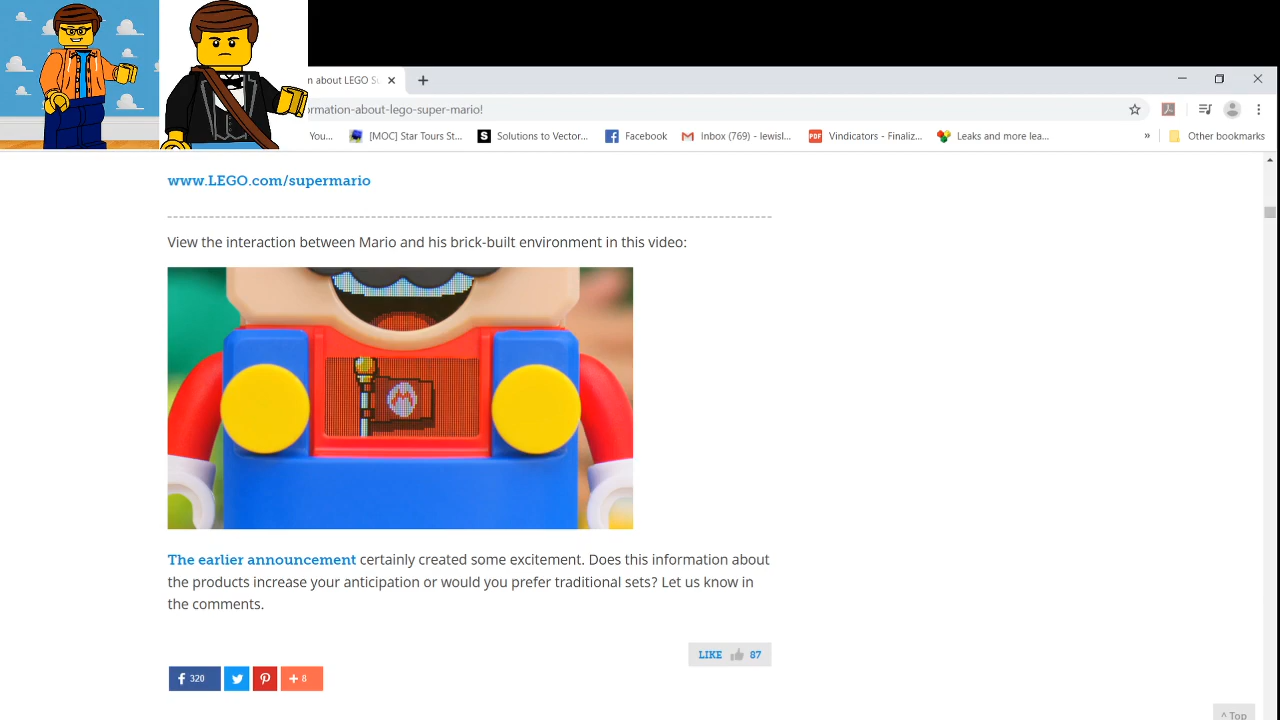 n about LEGO S
ormation-about-lego-super-mario!
You...
[MOC] Star Tours St...
Solutions to Vector...
Facebook
Inbox (769) - lewisl...
PDF
Vindicators - Finaliz...
Leaks and more lea...
»
Other bookmarks
www.LEGO.com/supermario
View the interaction between Mario and his brick-built environment in this video:
The earlier announcement certainly created some excitement. Does this information about
the products increase your anticipation or would you prefer traditional sets? Let us know in
the comments.
LIKE 87
320
+ 8
^ Top